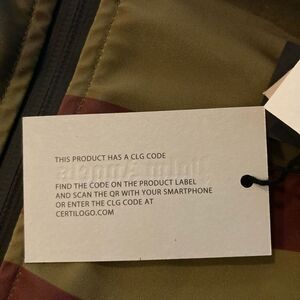 THIS PRODUCT HAS A CLG CODE
FIND THE CODE ON THE PRODUCT LABEL
AND SCAN THE QR WITH YOUR SMARTPHONE
OR ENTER THE CLG CODE AT
CERTILOGO.COM